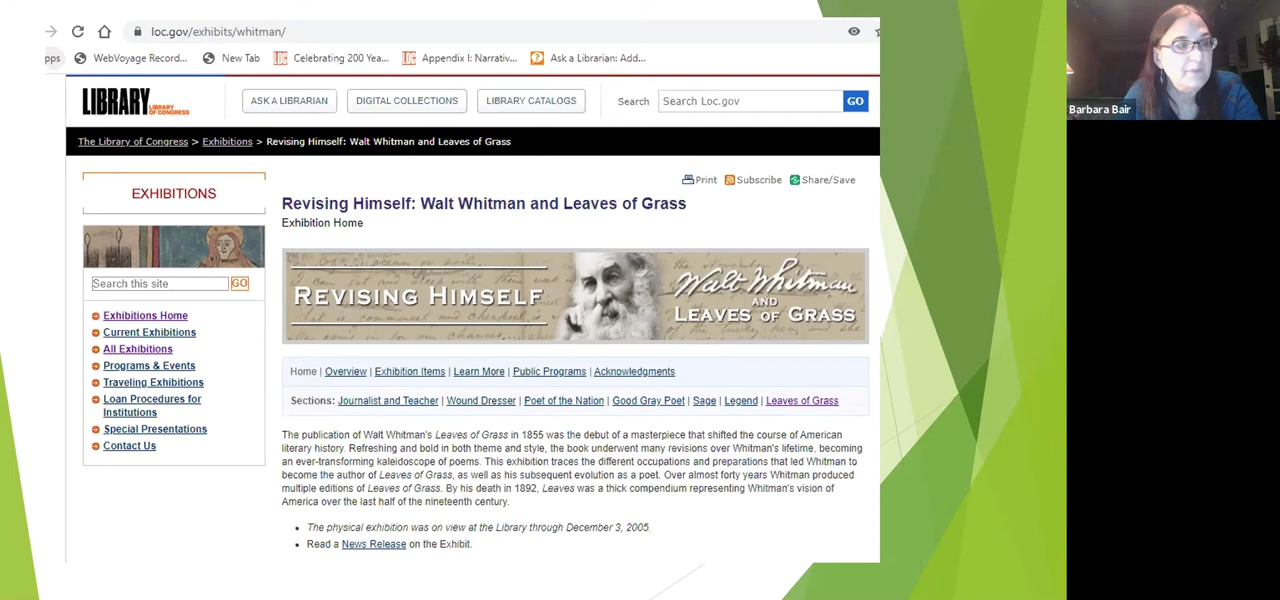 loc.gov/exhibits/whitman/
pps WebVoyage Record... New Tab Celebrating 200 Yea... Appendix I: Narrativ... Ask a Librarian: Add...
LIBRARY LIBRARY OF CONGRESS
ASK A LIBRARIAN DIGITAL COLLECTIONS LIBRARY CATALOGS Search Search Loc.gov GO
The Library of Congress > Exhibitions > Revising Himself: Walt Whitman and Leaves of Grass
Print Subscribe Share/Save
EXHIBITIONS
Search this site GO
Exhibitions Home
Current Exhibitions
All Exhibitions
Programs & Events
Traveling Exhibitions
Loan Procedures for
Institutions
Special Presentations
Contact Us
Revising Himself: Walt Whitman and Leaves of Grass
Exhibition Home
REVISING HIMSELF
Walt Whitman
AND
LEAVES OF GRASS
Home | Overview | Exhibition Items | Learn More | Public Programs | Acknowledgments
Sections: Journalist and Teacher | Wound Dresser | Poet of the Nation | Good Gray Poet | Sage | Legend | Leaves of Grass
The publication of Walt Whitman's Leaves of Grass in 1855 was the debut of a masterpiece that shifted the course of American
literary history. Refreshing and bold in both theme and style, the book underwent many revisions over Whitman's lifetime, becoming
an ever-transforming kaleidoscope of poems. This exhibition traces the different occupations and preparations that led Whitman to
become the author of Leaves of Grass, as well as his subsequent evolution as a poet. Over almost forty years Whitman produced
multiple editions of Leaves of Grass. By his death in 1892, Leaves was a thick compendium representing Whitman's vision of
America over the last half of the nineteenth century.
• The physical exhibition was on view at the Library through December 3, 2005.
• Read a News Release on the Exhibit.
Barbara Bair